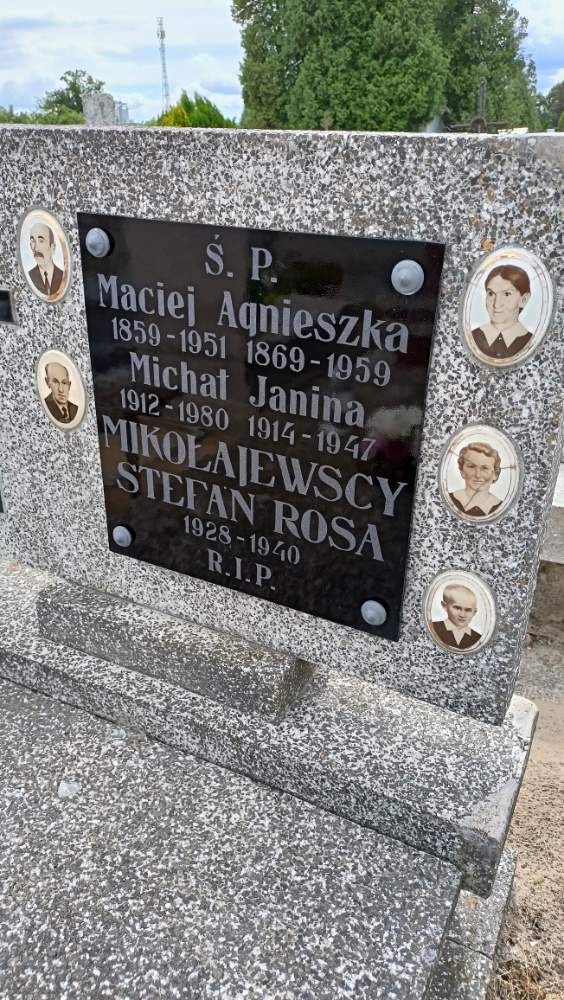 Ś. P.
Maciej Agnieszka
1859-1951 1869-1959
Michał Janina
1912-1980 1914-1947
MIKOŁAJEWSCY
STEFAN ROSA
1928-1940
R.I.P.